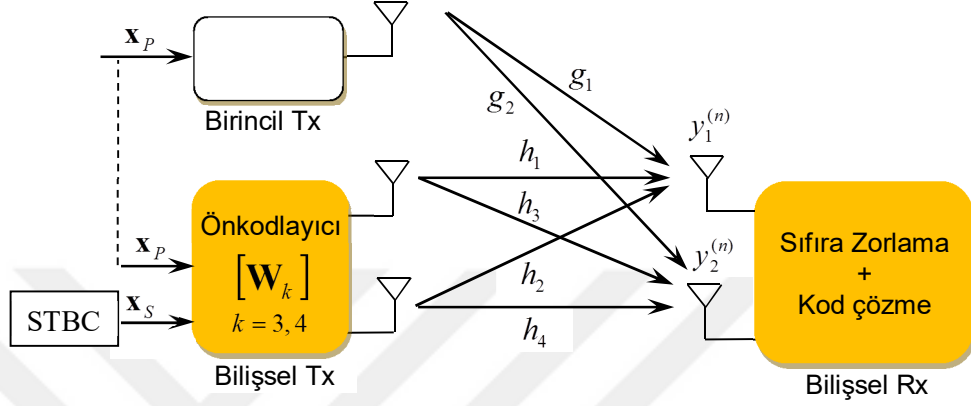 x_P
Birincil Tx
g_1
g_2
y_1^(n)
h_1
h_3
h_2
h_4
y_2^(n)
Önkodlayıcı
[W_k]
k = 3, 4
x_P
x_S
STBC
Bilişsel Tx
Sıfıra Zorlama
+
Kod çözme
Bilişsel Rx